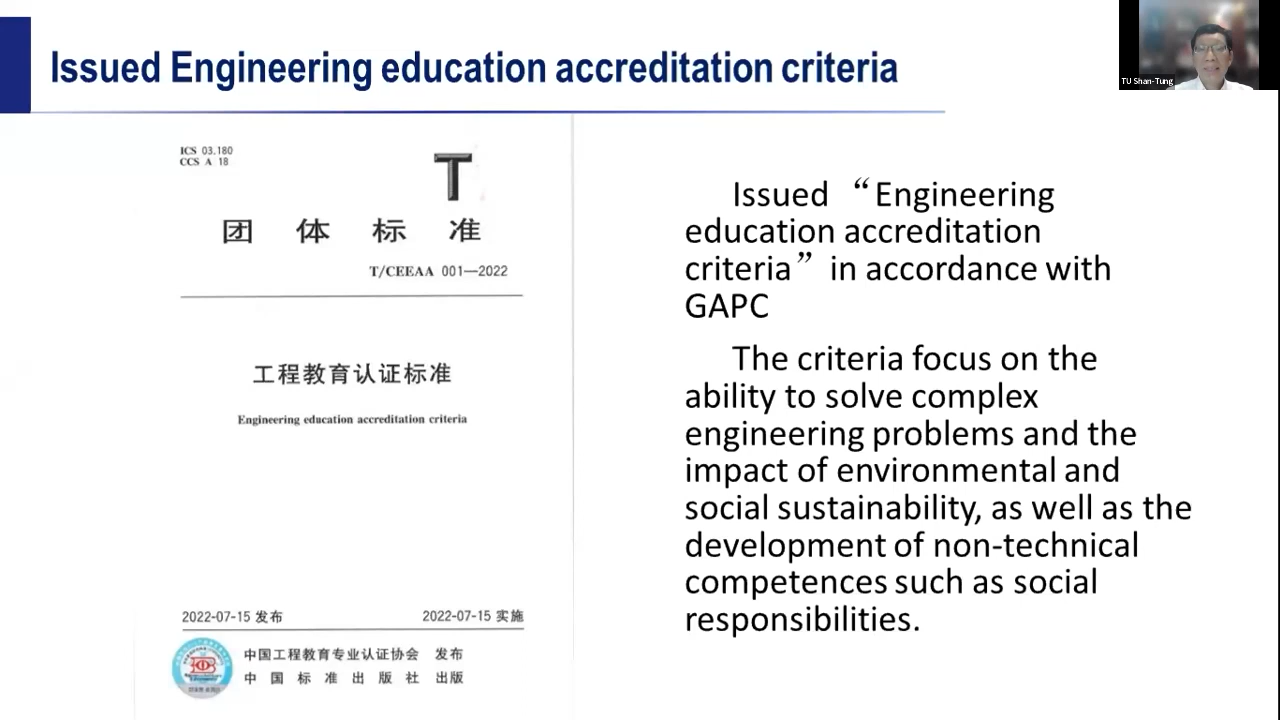 Issued Engineering education accreditation criteria
TU Shan-Tung
ICS 03.180
CCS A 18
T
团 体 标 准
T/CEEAA 001—2022
工程教育认证标准
Engineering education accreditation criteria
2022-07-15 发布
2022-07-15 实施
中国工程教育专业认证协会 发布
中 国 标 准 出 版 社 出版
Issued “Engineering
education accreditation
criteria” in accordance with
GAPC
The criteria focus on the
ability to solve complex
engineering problems and the
impact of environmental and
social sustainability, as well as the
development of non-technical
competences such as social
responsibilities.